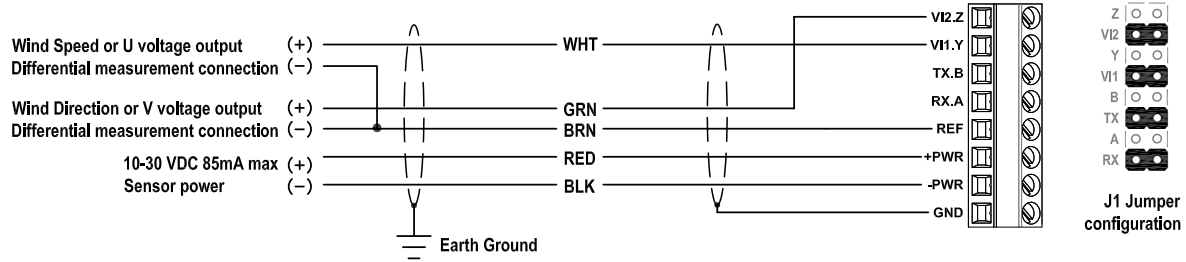 Wind Speed or U voltage output (+) WHT VI1.Y
Differential measurement connection (−)
Wind Direction or V voltage output (+) GRN VI2.Z
Differential measurement connection (−) BRN REF
10-30 VDC 85mA max (+) RED +PWR
Sensor power (−) BLK -PWR
TX.B
RX.A
GND
Earth Ground
Z
VI2
Y
VI1
B
TX
A
RX
J1 Jumper
configuration